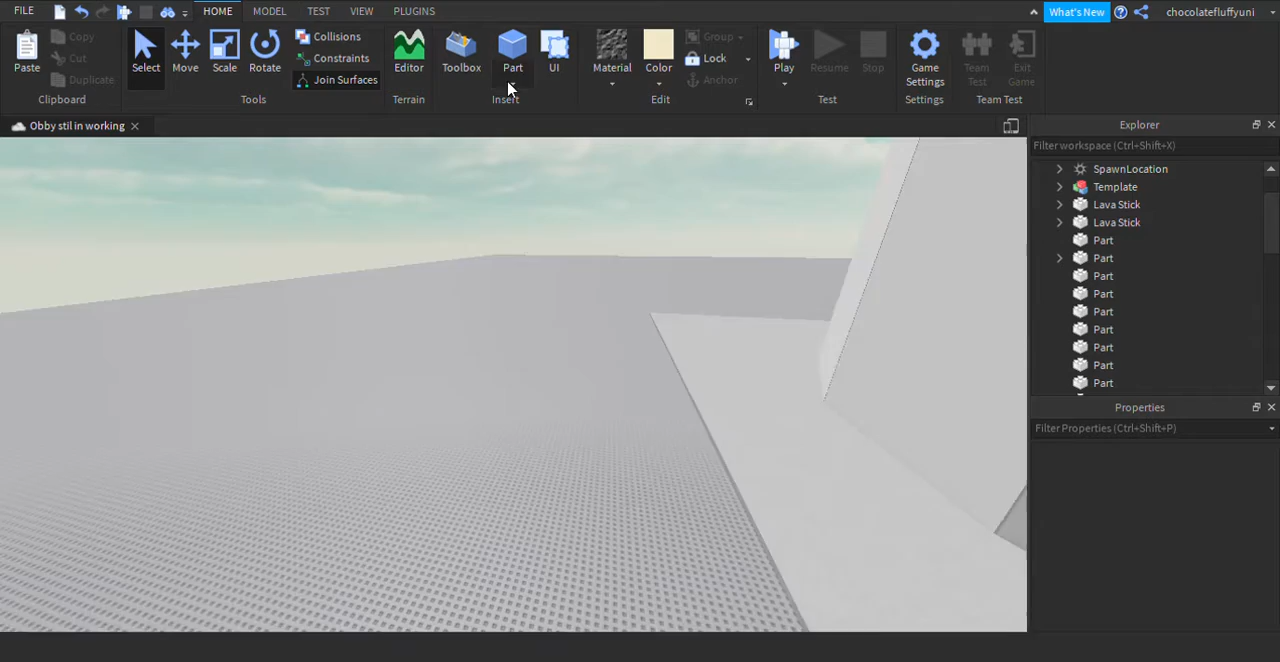 FILE HOME MODEL TEST VIEW PLUGINS What's New chocolatefluffyuni
Paste Copy Cut Duplicate Select Move Scale Rotate Collisions Constraints Join Surfaces Editor Toolbox Part UI Material Color Group Lock Anchor Play Resume Stop Game Settings Team Test Exit Game
Clipboard Tools Terrain Insert Edit Test Settings Team Test
Obby stil in working
Explorer
Filter workspace (Ctrl+Shift+X)
SpawnLocation
Template
Lava Stick
Lava Stick
Part
Part
Part
Part
Part
Part
Part
Part
Part
Properties
Filter Properties (Ctrl+Shift+P)